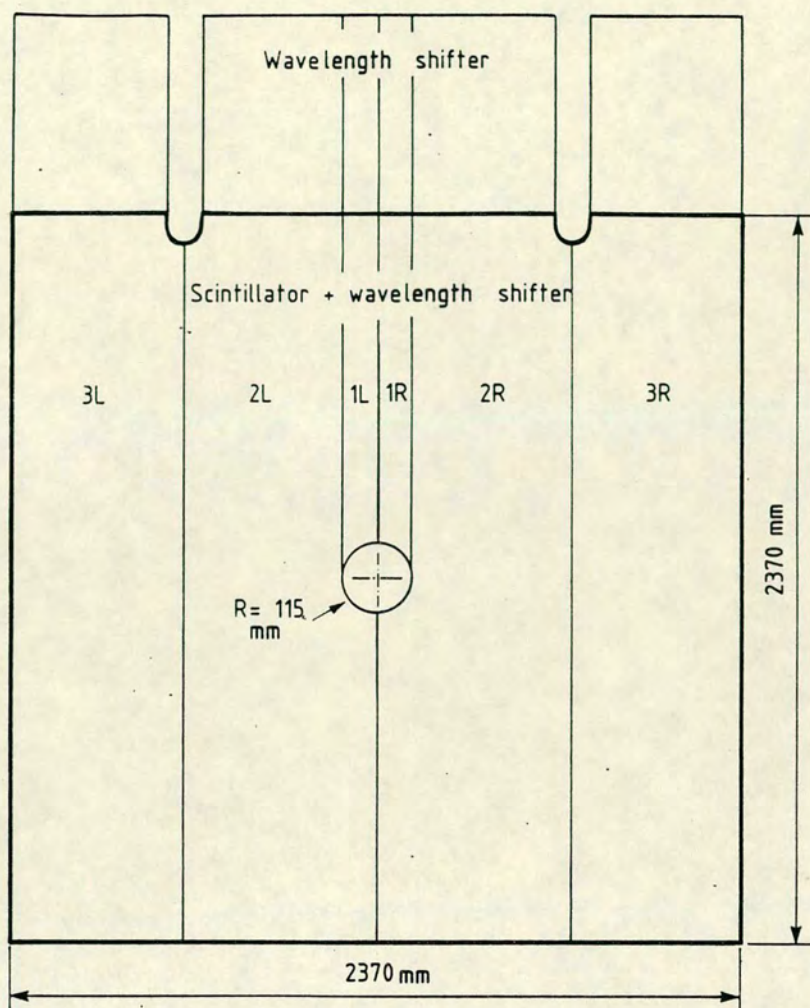 Wavelength shifter
Scintillator + wavelength shifter
3L 2L 1L 1R 2R 3R
R= 115
mm
2370 mm
2370 mm